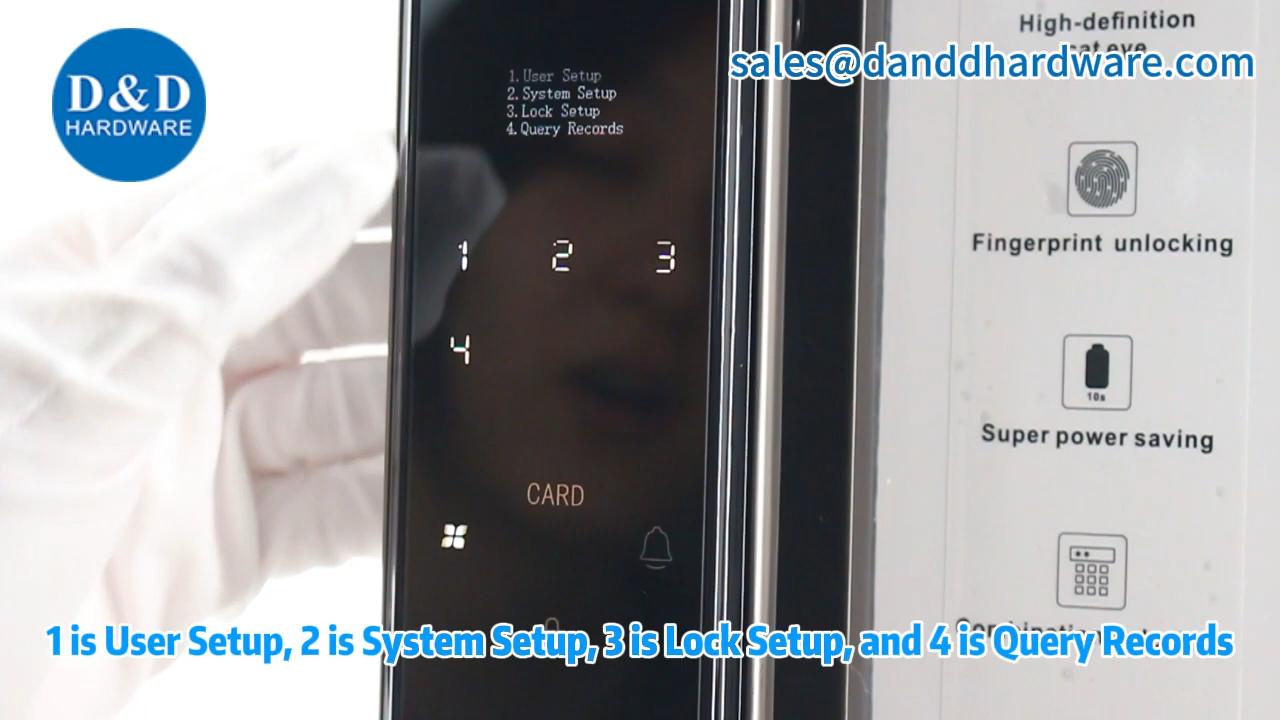 D&D
HARDWARE
sales@danddhardware.com
1. User Setup
2. System Setup
3. Lock Setup
4. Query Records
1 2 3
4
CARD
High-definition
cat eye
Fingerprint unlocking
10s
Super power saving
1 is User Setup, 2 is System Setup, 3 is Lock Setup, and 4 is Query Records